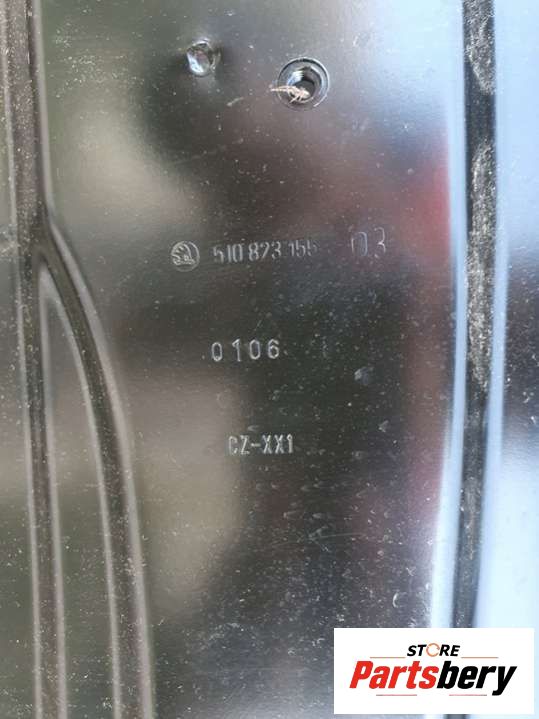 510 823 155 03
0106
CZ-XX1
STORE
Partsbery